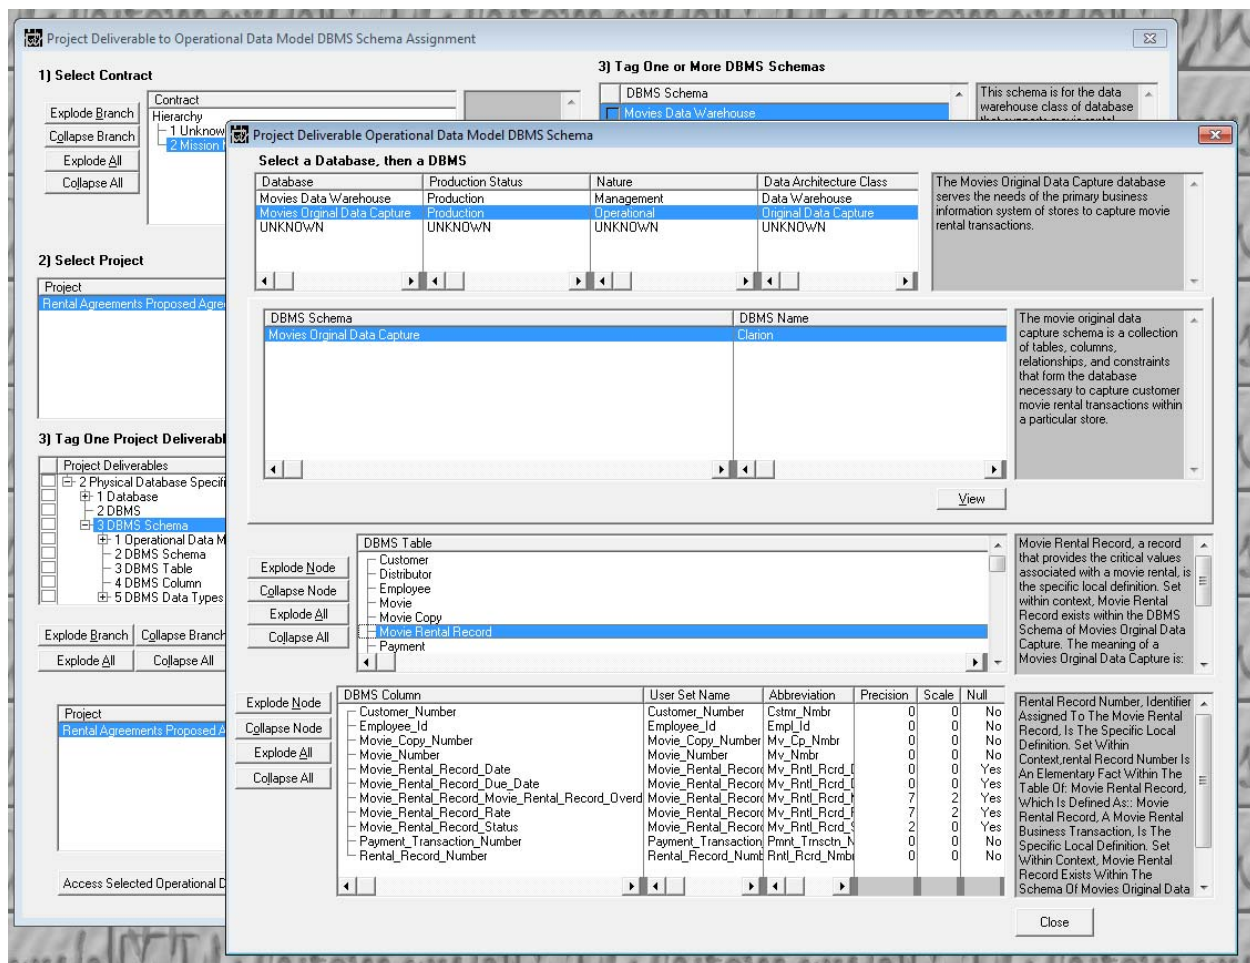 Project Deliverable to Operational Data Model DBMS Schema Assignment
1) Select Contract
Explode Branch
Collapse Branch
Explode All
Collapse All
Contract
Hierarchy
1 Unknow
2 Mission
3) Tag One or More DBMS Schemas
DBMS Schema
Movies Data Warehouse
This schema is for the data
warehouse class of database
that supports movie rental
2) Select Project
Project
Rental Agreements Proposed Agre
3) Tag One Project Deliverabl
Project Deliverables
2 Physical Database Specifi
1 Database
2 DBMS
3 DBMS Schema
1 Operational Data M
2 DBMS Schema
3 DBMS Table
4 DBMS Column
5 DBMS Data Types
Explode Branch Collapse Branch
Explode All Collapse All
Project
Rental Agreements Proposed A
Access Selected Operational D
Project Deliverable Operational Data Model DBMS Schema
Select a Database, then a DBMS
Database Production Status Nature Data Architecture Class
Movies Data Warehouse Production Management Data Warehouse
Movies Orginal Data Capture Production Operational Original Data Capture
UNKNOWN UNKNOWN UNKNOWN UNKNOWN
The Movies Original Data Capture database
serves the needs of the primary business
information system of stores to capture movie
rental transactions.
DBMS Schema DBMS Name
Movies Orginal Data Capture Clarion
The movie original data
capture schema is a collection
of tables, columns,
relationships, and constraints
that form the database
necessary to capture customer
movie rental transactions within
a particular store.
View
Explode Node
Collapse Node
Explode All
Collapse All
DBMS Table
Customer
Distributor
Employee
Movie
Movie Copy
Movie Rental Record
Payment
Movie Rental Record, a record
that provides the critical values
associated with a movie rental, is
the specific local definition. Set
within context, Movie Rental
Record exists within the DBMS
Schema of Movies Orginal Data
Capture. The meaning of a
Movies Orginal Data Capture is:
Explode Node
Collapse Node
Explode All
Collapse All
DBMS Column User Set Name Abbreviation Precision Scale Null
Customer_Number Customer_Number Cstmr_Nmbr 0 0 No
Employee_Id Employee_Id Empl_Id 0 0 No
Movie_Copy_Number Movie_Copy_Number Mv_Cp_Nmbr 0 0 No
Movie_Number Movie_Number Mv_Nmbr 0 0 No
Movie_Rental_Record_Date Movie_Rental_Recor Mv_Rntl_Rcrd_D 0 0 Yes
Movie_Rental_Record_Due_Date Movie_Rental_Recor Mv_Rntl_Rcrd_D 0 0 Yes
Movie_Rental_Record_Movie_Rental_Record_Overd Movie_Rental_Recor Mv_Rntl_Rcrd_M 7 2 Yes
Movie_Rental_Record_Rate Movie_Rental_Recor Mv_Rntl_Rcrd_R 7 2 Yes
Movie_Rental_Record_Status Movie_Rental_Recor Mv_Rntl_Rcrd_S 2 0 Yes
Payment_Transaction_Number Payment_Transaction Pmnt_Trnsctn_N 0 0 No
Rental_Record_Number Rental_Record_Numb Rntl_Rcrd_Nmbr 0 0 No
Rental Record Number, Identifier
Assigned To The Movie Rental
Record, Is The Specific Local
Definition. Set Within
Context,rental Record Number Is
An Elementary Fact Within The
Table Of: Movie Rental Record,
Which Is Defined As:: Movie
Rental Record, A Movie Rental
Business Transaction, Is The
Specific Local Definition. Set
Within Context, Movie Rental
Record Exists Within The
Schema Of Movies Original Data
Close